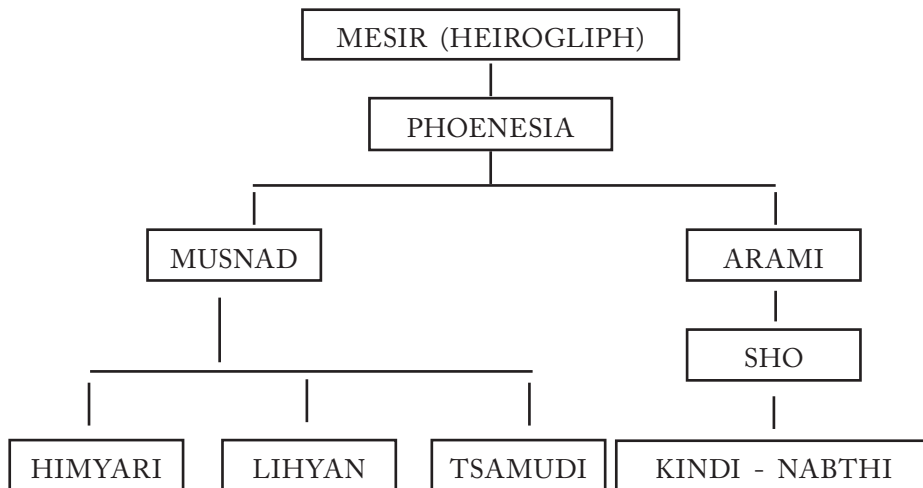 MESIR (HEIROGLIPH)
PHOENESIA
MUSNAD
ARAMI
SHO
HIMYARI
LIHYAN
TSAMUDI
KINDI - NABTHI